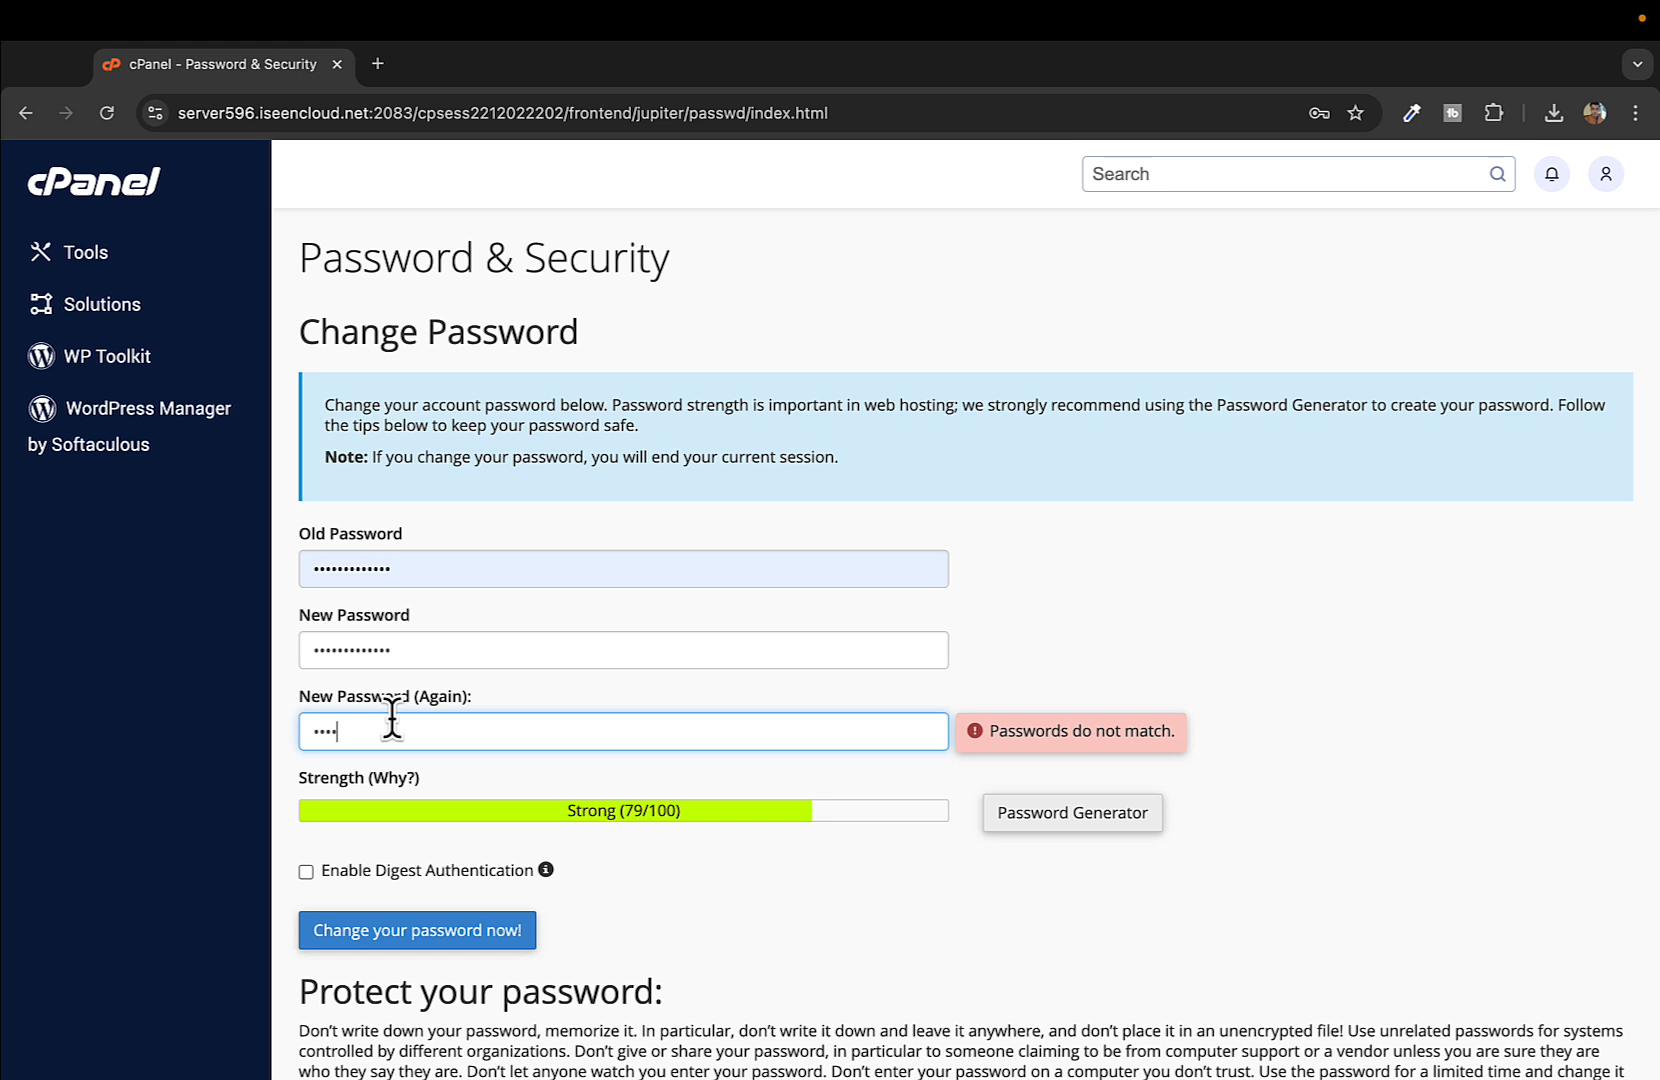 cPanel - Password & Security
server596.iseencloud.net:2083/cpsess2212022202/frontend/jupiter/passwd/index.html
cPanel
Search
Tools
Solutions
WP Toolkit
WordPress Manager
by Softaculous
Password & Security
Change Password
Change your account password below. Password strength is important in web hosting; we strongly recommend using the Password Generator to create your password. Follow
the tips below to keep your password safe.
Note: If you change your password, you will end your current session.
Old Password
•••••••••••••
New Password
•••••••••••••
New Password (Again):
••••
Passwords do not match.
Strength (Why?)
Strong (79/100)
Password Generator
Enable Digest Authentication
Change your password now!
Protect your password:
Don't write down your password, memorize it. In particular, don't write it down and leave it anywhere, and don't place it in an unencrypted file! Use unrelated passwords for systems
controlled by different organizations. Don't give or share your password, in particular to someone claiming to be from computer support or a vendor unless you are sure they are
who they say they are. Don't let anyone watch you enter your password. Don't enter your password on a computer you don't trust. Use the password for a limited time and change it